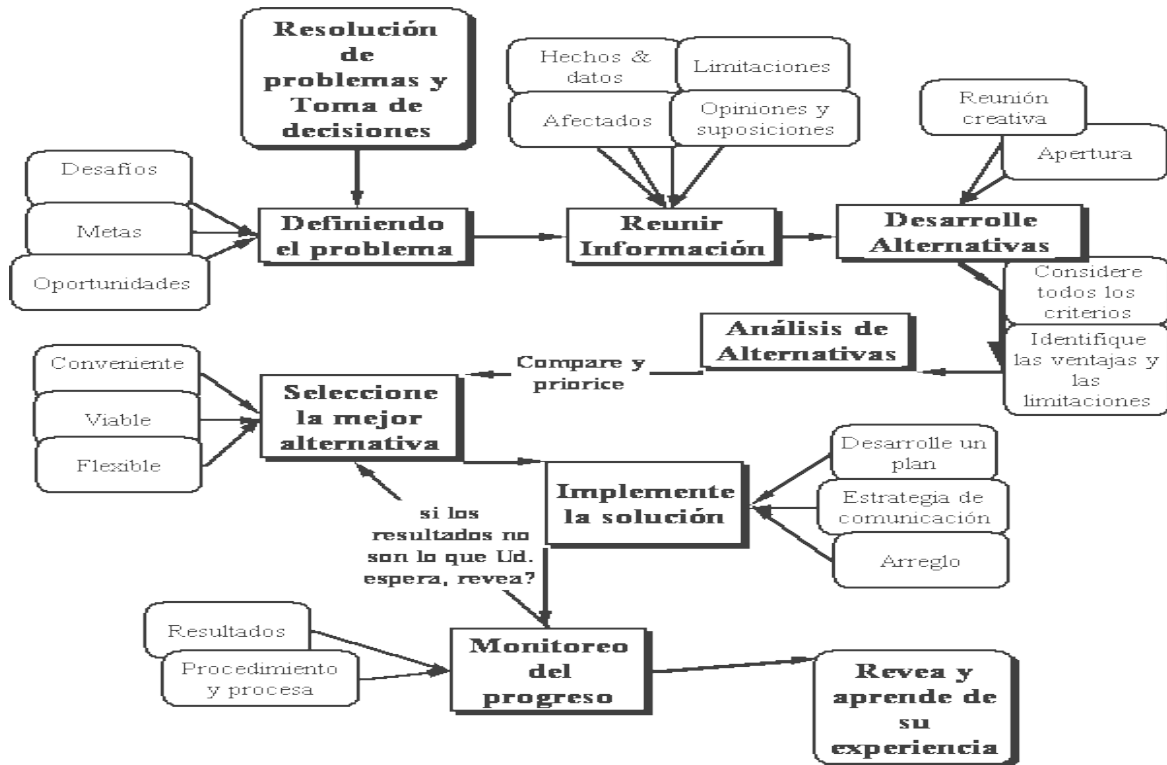 Resolución
de
problemas y
Toma de
decisiones
Hechos &
datos
Limitaciones
Afectados
Opiniones y
suposiciones
Reunión
creativa
Apertura
Desafíos
Metas
Oportunidades
Definiendo
el problema
Reunir
Información
Desarrolle
Alternativas
Considere
todos los
criterios
Identifique
las ventajas y
las
limitaciones
Análisis de
Alternativas
Compare y
priorice
Conveniente
Viable
Flexible
Seleccione
la mejor
alternativa
Implemente
la solución
Desarrolle un
plan
Estrategia de
comunicación
Arreglo
si los
resultados no
son lo que Ud.
espera, revea?
Resultados
Procedimiento
y procesa
Monitoreo
del
progreso
Revea y
aprende de
su
experiencia